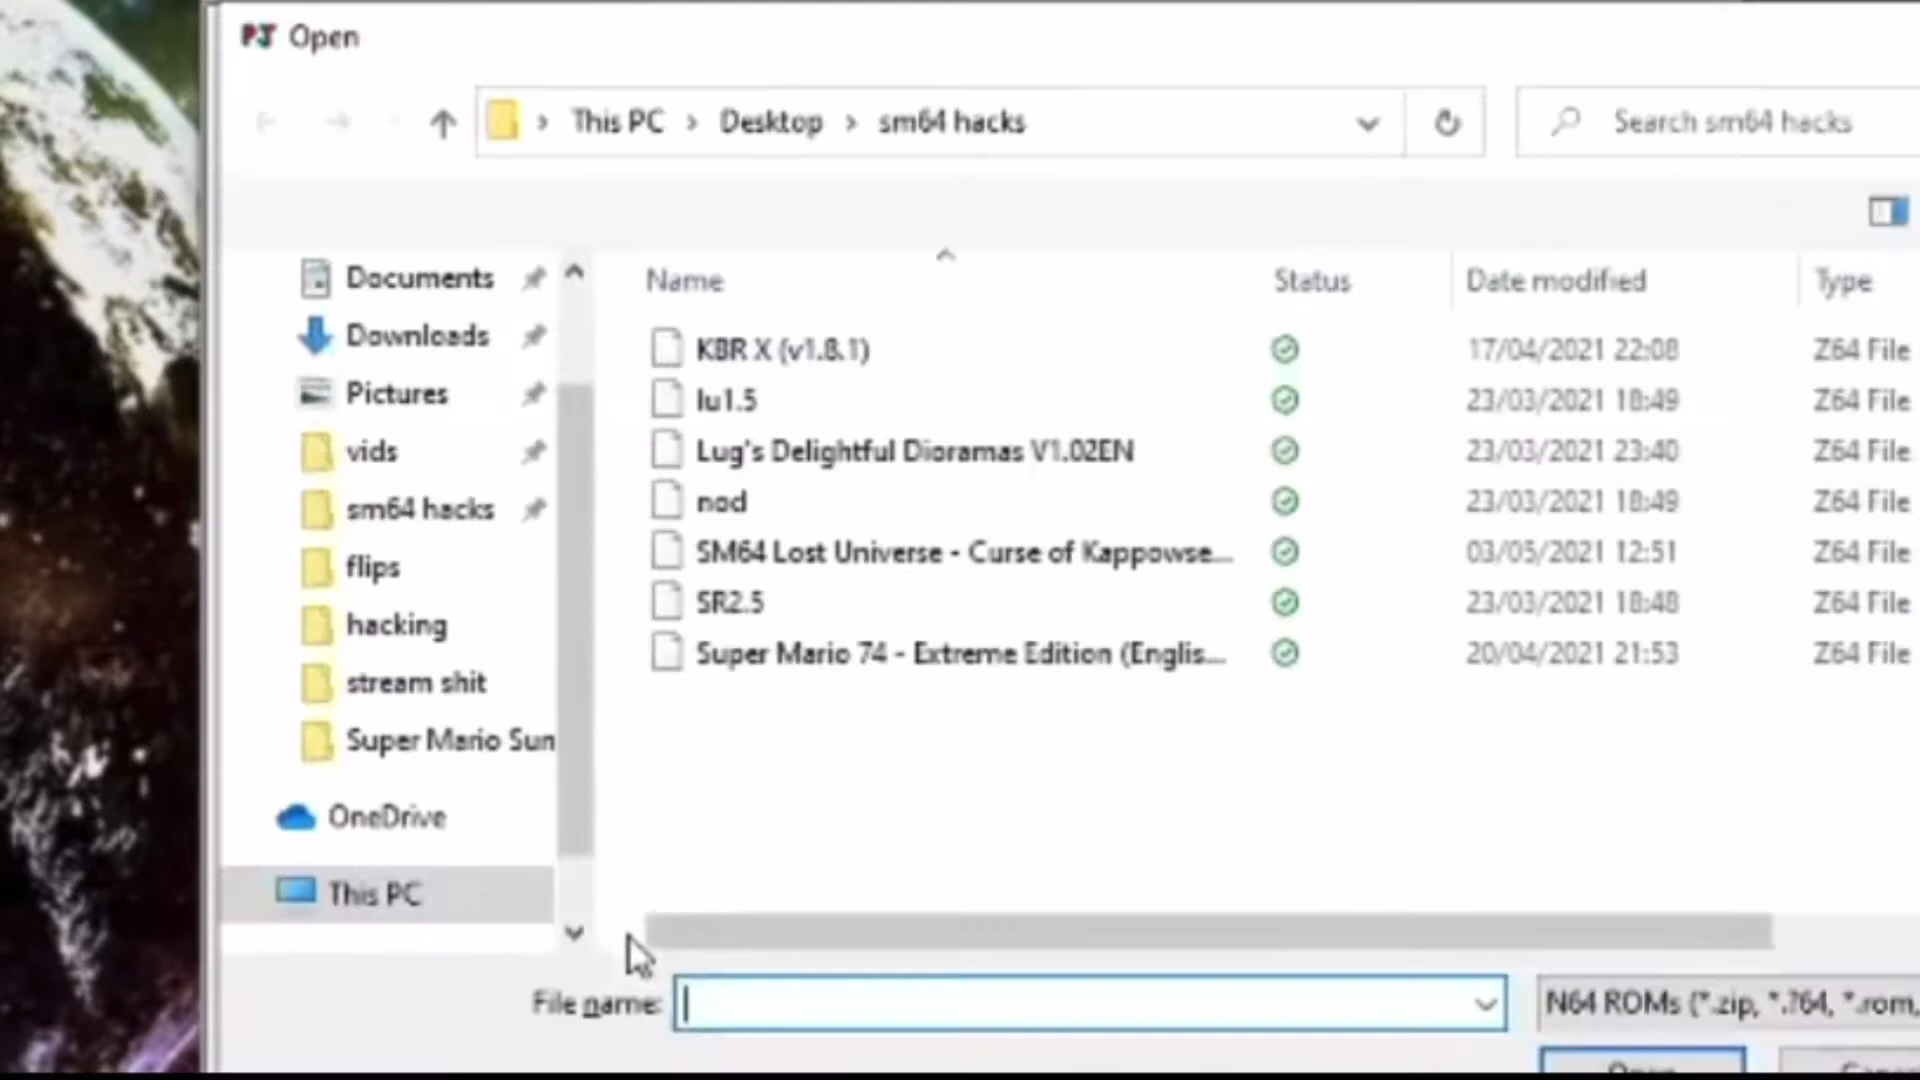 PJ Open
This PC > Desktop > sm64 hacks
Search sm64 hacks
Documents
Downloads
Pictures
vids
sm64 hacks
flips
hacking
stream shit
Super Mario Sun
OneDrive
This PC
Name Status Date modified Type
KBR X (v1.8.1) 17/04/2021 22:08 Z64 File
lu1.5 23/03/2021 18:49 Z64 File
Lug's Delightful Dioramas V1.02EN 23/03/2021 23:40 Z64 File
nod 23/03/2021 18:49 Z64 File
SM64 Lost Universe - Curse of Kappowse... 03/05/2021 12:51 Z64 File
SR2.5 23/03/2021 18:48 Z64 File
Super Mario 74 - Extreme Edition (Englis... 20/04/2021 21:53 Z64 File
File name:
N64 ROMs (*.zip, *.?64, *.rom,